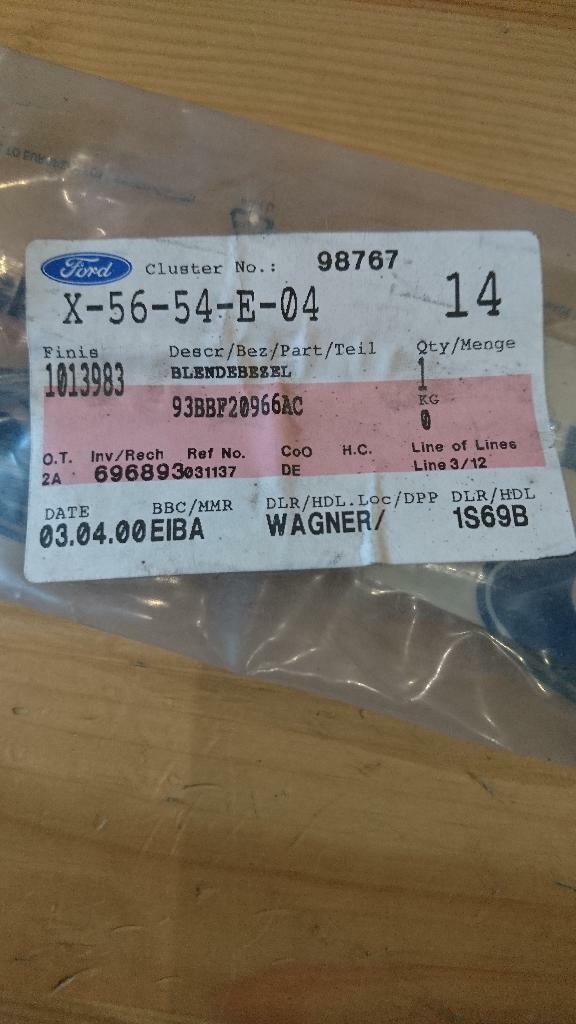 Ford Cluster No.: 98767
X-56-54-E-04 14
Finis Descr/Bez/Part/Teil Qty/Menge
1013983 BLENDEBEZEL 1
93BBF20966AC KG
0
O.T. Inv/Rech Ref No. CoO H.C. Line of Lines
2A 696893 031137 DE Line 3/12
DATE BBC/MMR DLR/HDL.Loc/DPP DLR/HDL
03.04.00 EIBA WAGNER/ 1S69B